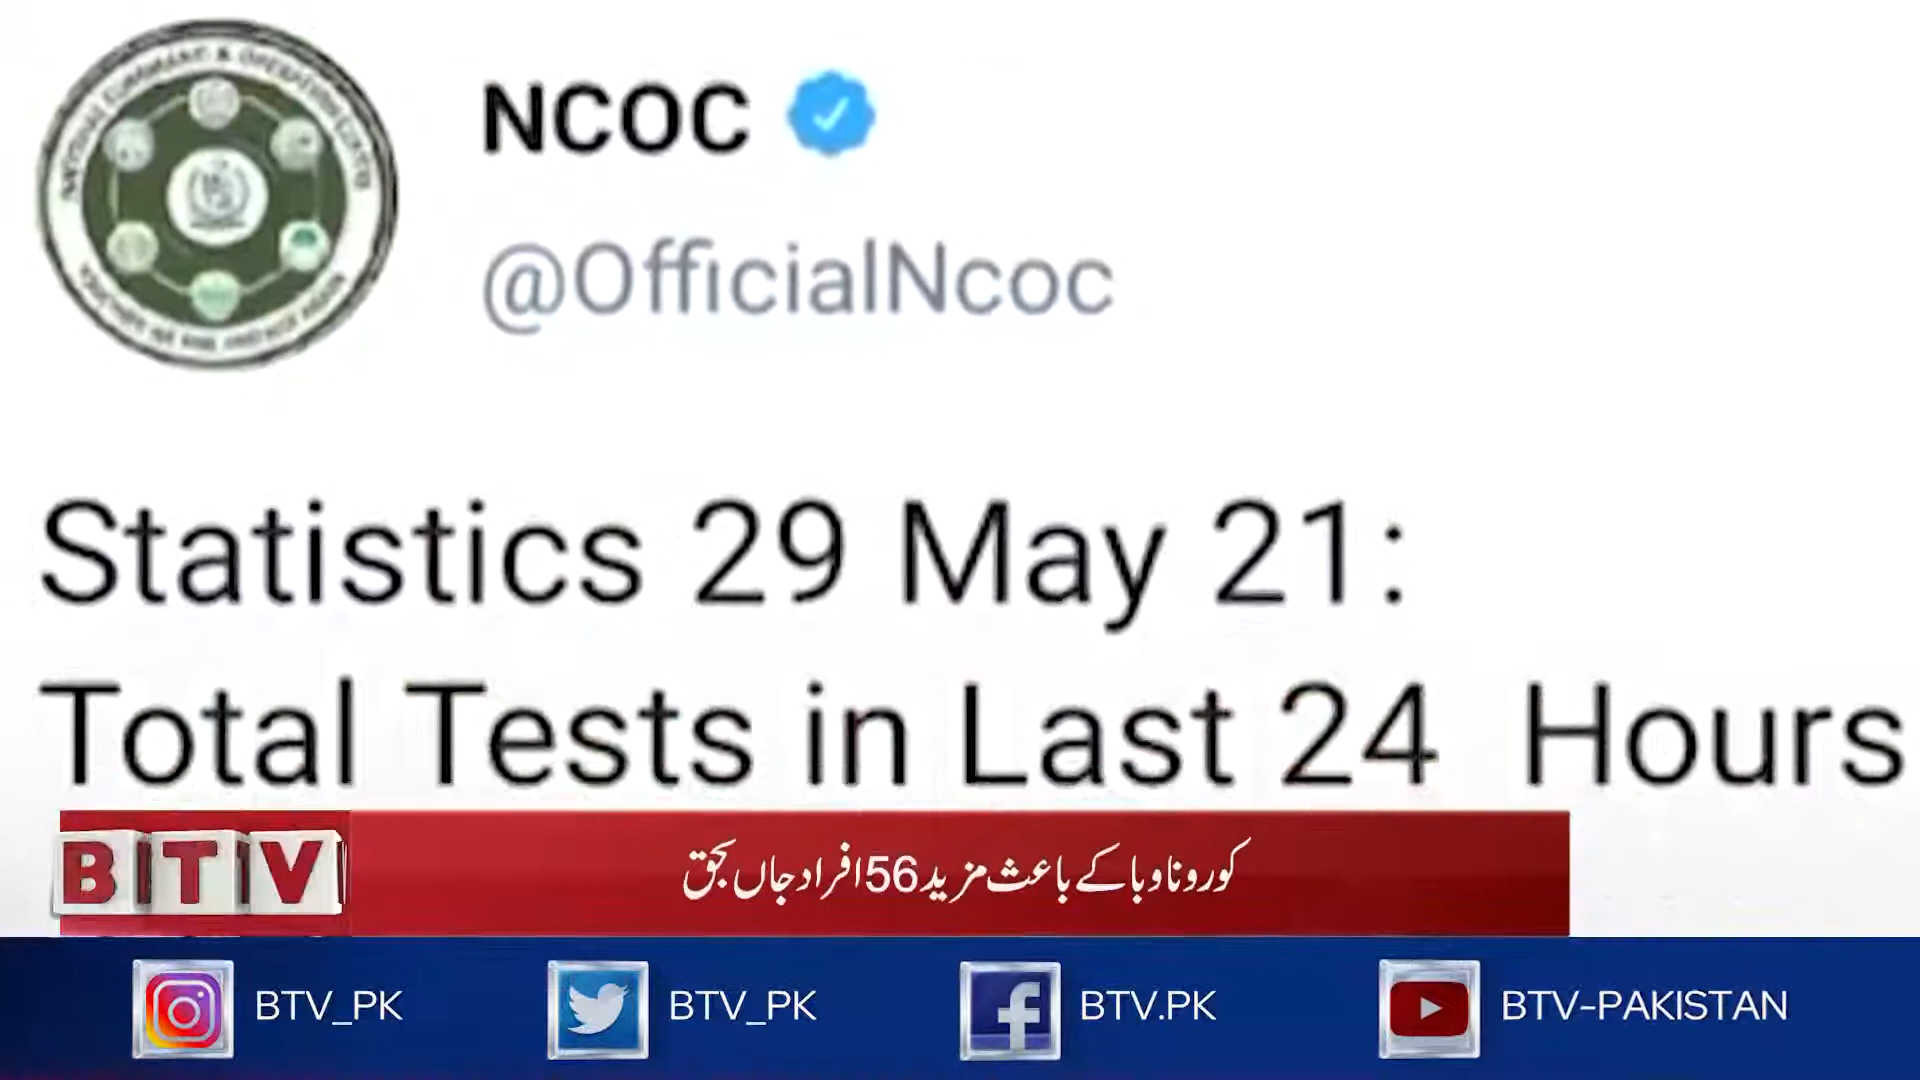 NCOC
@OfficialNcoc
Statistics 29 May 21:
Total Tests in Last 24 Hours
BTV
کورونا وبا کے باعث مزید 56 افراد جاں بحق
BTV_PK
BTV_PK
BTV.PK
BTV-PAKISTAN